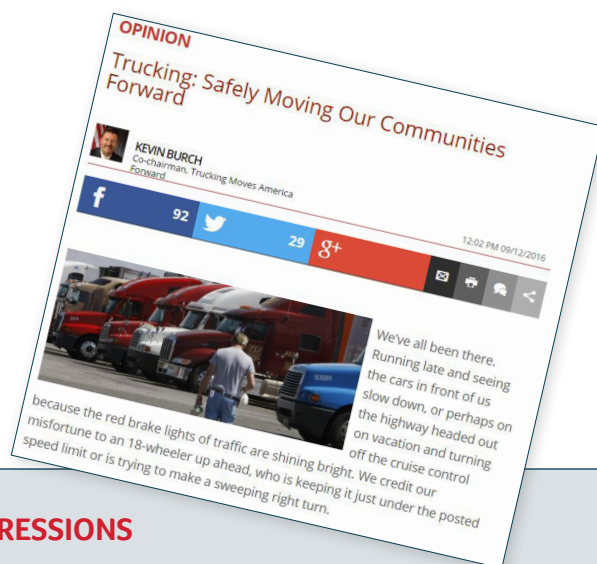 OPINION
Trucking: Safely Moving Our Communities
Forward
KEVIN BURCH
Co-chairman, Trucking Moves America
Forward
12:02 PM 09/12/2016
f 92
29
g+
We've all been there.
Running late and seeing
the cars in front of us
slow down, or perhaps on
the highway headed out
on vacation and turning
off the cruise control
because the red brake lights of traffic are shining bright. We credit our
misfortune to an 18-wheeler up ahead, who is keeping it just under the posted
speed limit or is trying to make a sweeping right turn.
RESSIONS